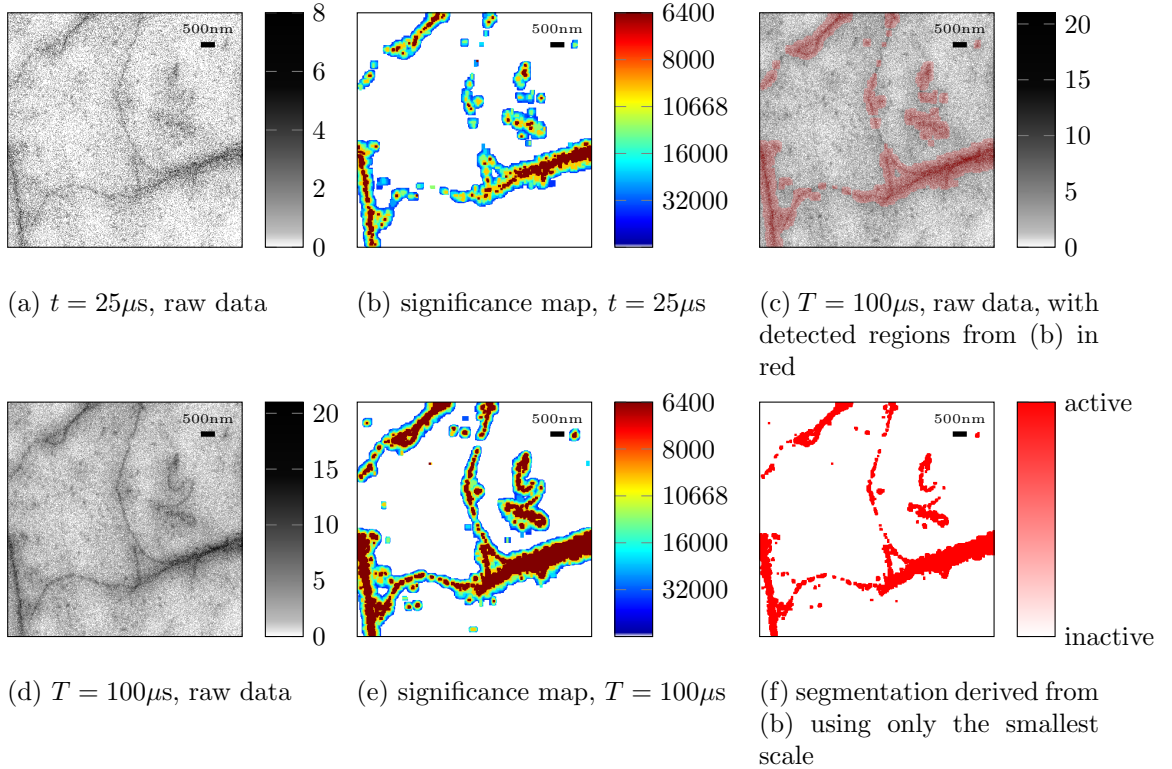 500nm
8
6
4
2
0
500nm
6400
8000
10668
16000
32000
500nm
20
15
10
5
0
(a) t = 25μs, raw data
(b) significance map, t = 25μs
(c) T = 100μs, raw data, with
detected regions from (b) in
red
500nm
20
15
10
5
0
500nm
6400
8000
10668
16000
32000
500nm
active
inactive
(d) T = 100μs, raw data
(e) significance map, T = 100μs
(f) segmentation derived from
(b) using only the smallest
scale